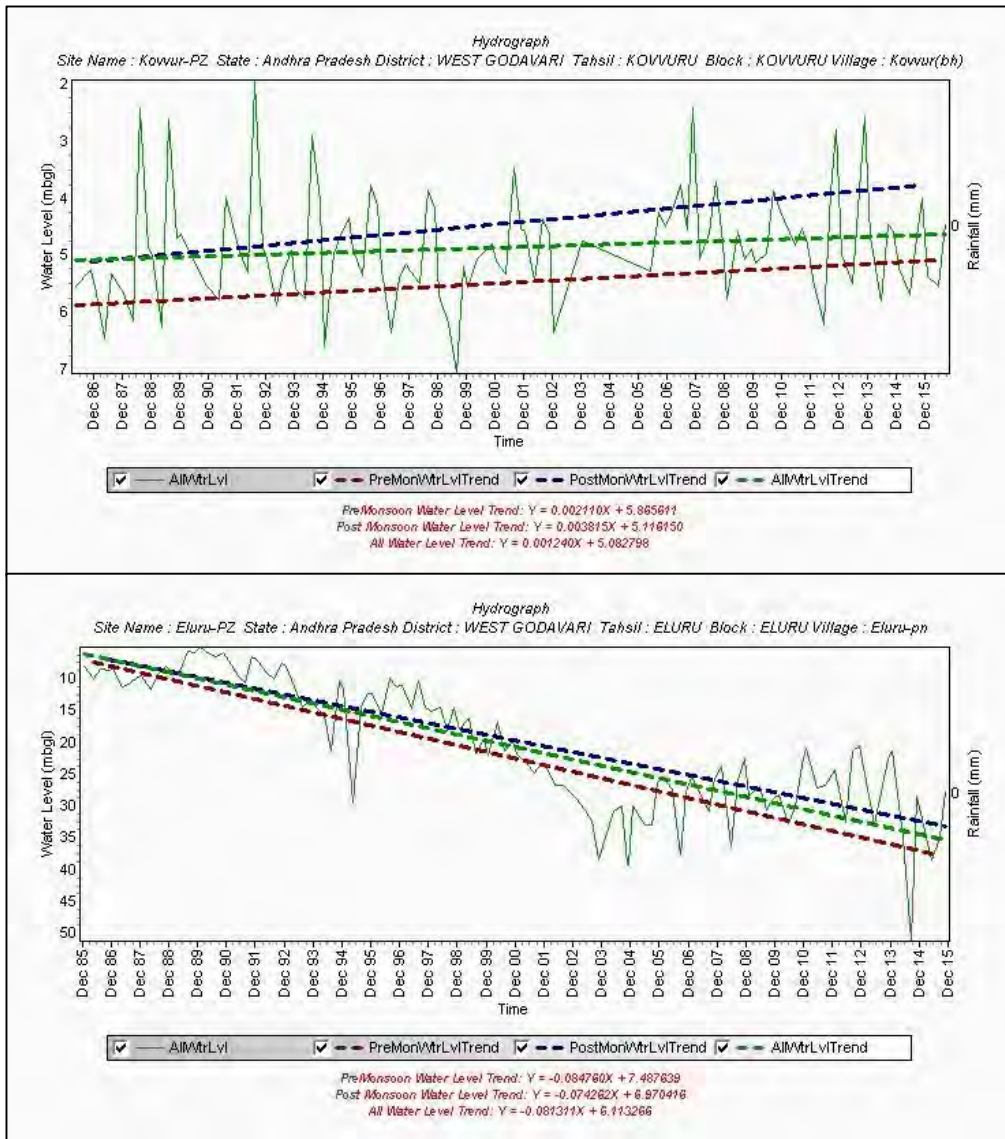 Hydrograph
Site Name : Kovvur-PZ State : Andhra Pradesh District : WEST GODAVARI Tahsil : KOVVURU Block : KOVVURU Village : Kovvur(bh)
2
3
4
5
6
7
Water Level (mbgl)
0
Rainfall (mm)
Dec 86
Dec 87
Dec 88
Dec 89
Dec 90
Dec 91
Dec 92
Dec 93
Dec 94
Dec 95
Dec 96
Dec 97
Dec 98
Dec 99
Dec 00
Dec 01
Dec 02
Dec 03
Dec 04
Dec 05
Dec 06
Dec 07
Dec 08
Dec 09
Dec 10
Dec 11
Dec 12
Dec 13
Dec 14
Dec 15
Time
AllWtrLvl PreMonWtrLvlTrend PostMonWtrLvlTrend AllWtrLvlTrend
PreMonsoon Water Level Trend: Y = 0.002110X + 5.865611
Post Monsoon Water Level Trend: Y = 0.003815X + 5.116150
All Water Level Trend: Y = 0.001240X + 5.082798
Hydrograph
Site Name : Eluru-PZ State : Andhra Pradesh District : WEST GODAVARI Tahsil : ELURU Block : ELURU Village : Eluru-pn
10
15
20
25
30
35
40
45
50
Water Level (mbgl)
0
Rainfall (mm)
Dec 85
Dec 86
Dec 87
Dec 88
Dec 89
Dec 90
Dec 91
Dec 92
Dec 93
Dec 94
Dec 95
Dec 96
Dec 97
Dec 98
Dec 99
Dec 00
Dec 01
Dec 02
Dec 03
Dec 04
Dec 05
Dec 06
Dec 07
Dec 08
Dec 09
Dec 10
Dec 11
Dec 12
Dec 13
Dec 14
Dec 15
Time
AllWtrLvl PreMonWtrLvlTrend PostMonWtrLvlTrend AllWtrLvlTrend
PreMonsoon Water Level Trend: Y = -0.084760X + 7.487639
Post Monsoon Water Level Trend: Y = -0.074262X + 6.970416
All Water Level Trend: Y = -0.081311X + 6.113266